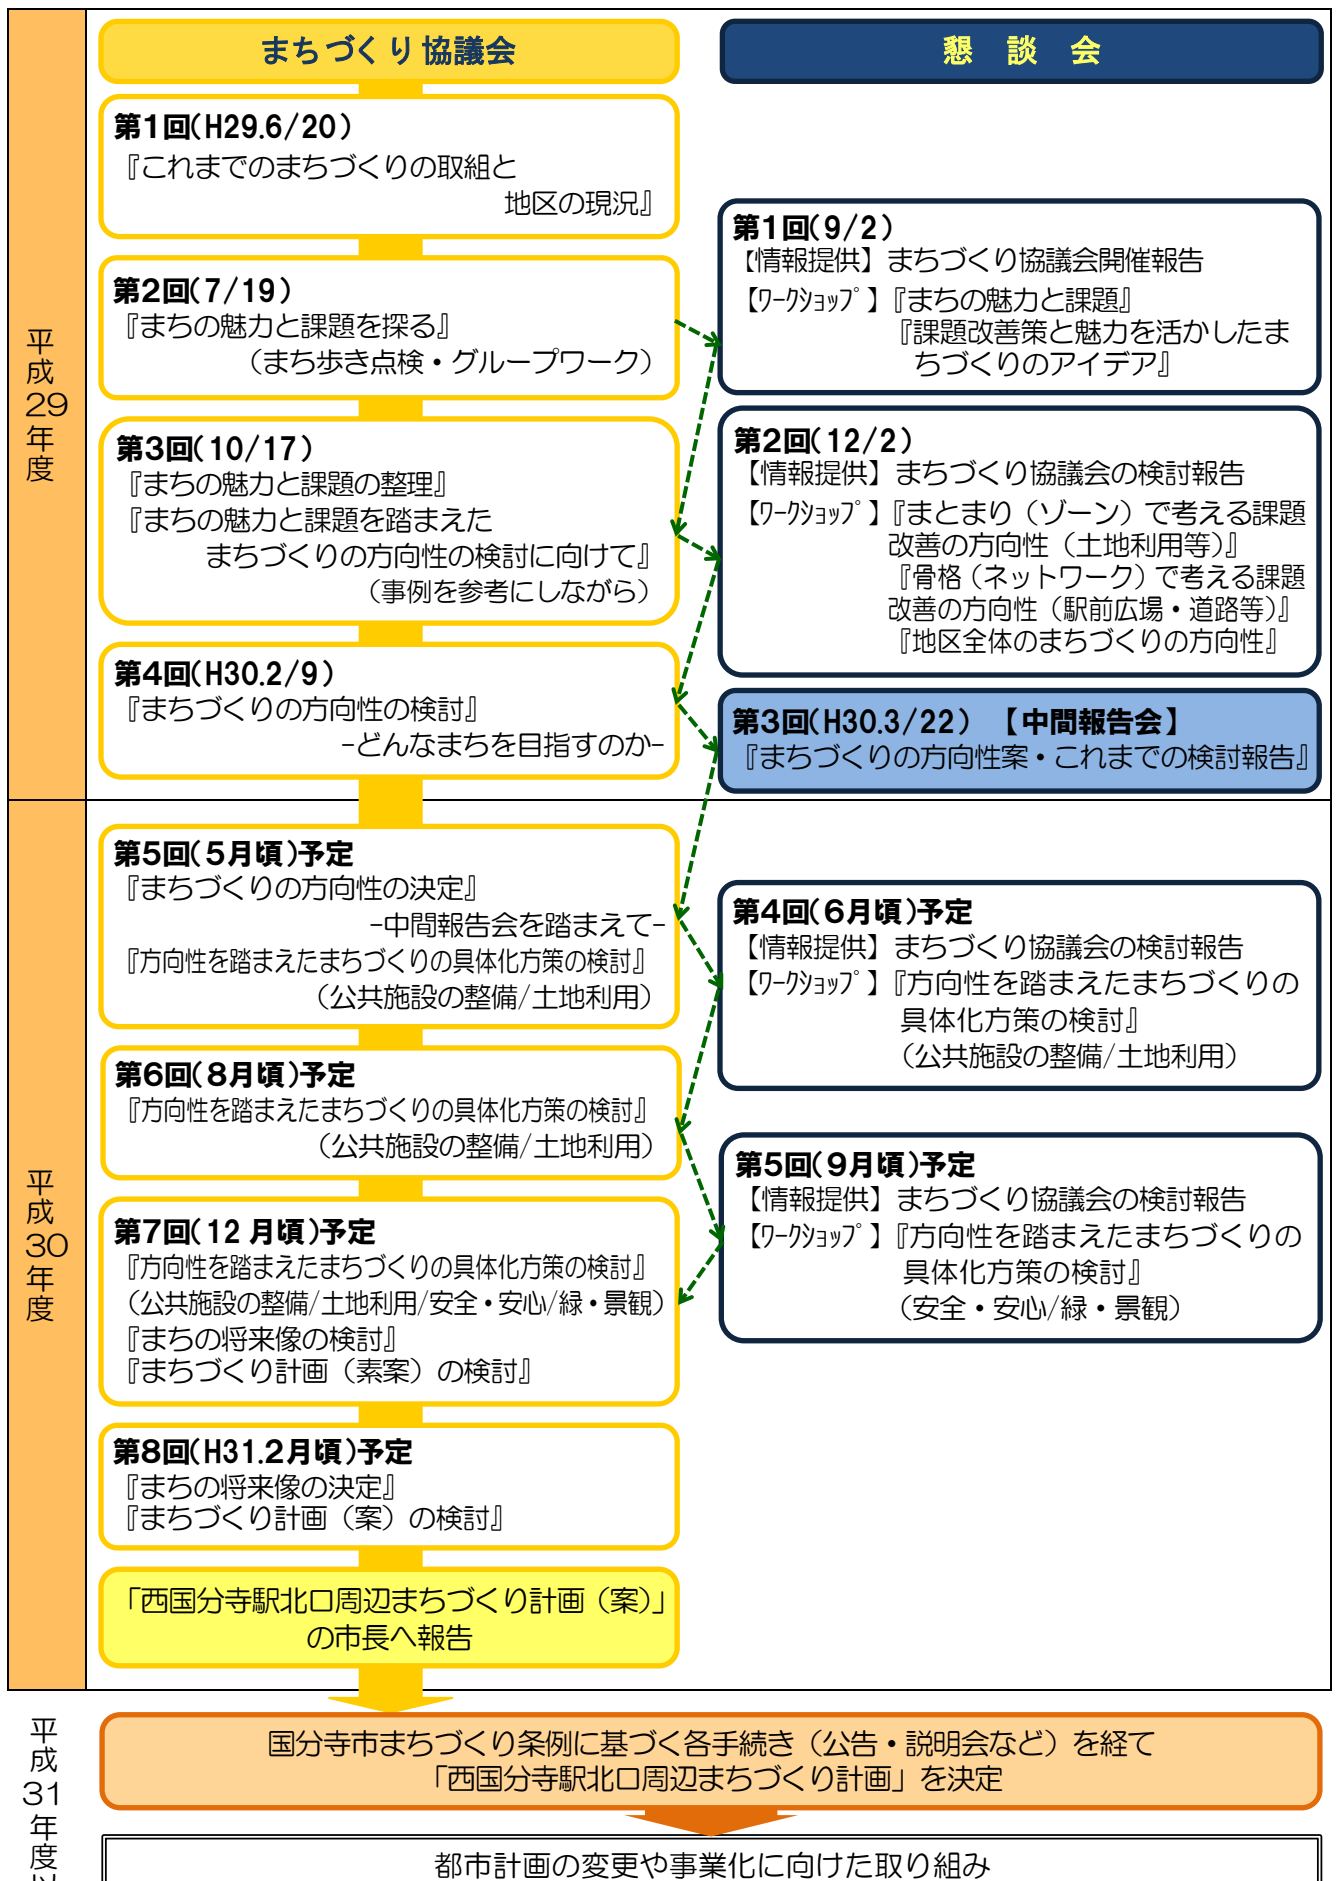 まちづくり協議会
懇　談　会
平成29年度
第1回(H29.6/20)
『これまでのまちづくりの取組と
地区の現況』
第2回(7/19)
『まちの魅力と課題を探る』
（まち歩き点検・グループワーク）
第3回(10/17)
『まちの魅力と課題の整理』
『まちの魅力と課題を踏まえた
まちづくりの方向性の検討に向けて』
（事例を参考にしながら）
第4回(H30.2/9)
『まちづくりの方向性の検討』
-どんなまちを目指すのか-
第1回(9/2)
【情報提供】まちづくり協議会開催報告
【ﾜｰｸｼｮｯﾌﾟ】『まちの魅力と課題』
『課題改善策と魅力を活かしたま
ちづくりのアイデア』
第2回(12/2)
【情報提供】まちづくり協議会の検討報告
【ﾜｰｸｼｮｯﾌﾟ】『まとまり（ゾーン）で考える課題
改善の方向性（土地利用等）』
『骨格（ネットワーク）で考える課題
改善の方向性（駅前広場・道路等）』
『地区全体のまちづくりの方向性』
第3回(H30.3/22)　【中間報告会】
『まちづくりの方向性案・これまでの検討報告』
平成30年度
第5回(5月頃)予定
『まちづくりの方向性の決定』
-中間報告会を踏まえて-
『方向性を踏まえたまちづくりの具体化方策の検討』
（公共施設の整備/土地利用）
第6回(8月頃)予定
『方向性を踏まえたまちづくりの具体化方策の検討』
（公共施設の整備/土地利用）
第7回(12月頃)予定
『方向性を踏まえたまちづくりの具体化方策の検討』
（公共施設の整備/土地利用/安全・安心/緑・景観）
『まちの将来像の検討』
『まちづくり計画（素案）の検討』
第8回(H31.2月頃)予定
『まちの将来像の決定』
『まちづくり計画（案）の検討』
「西国分寺駅北口周辺まちづくり計画（案）」
の市長へ報告
第4回(6月頃)予定
【情報提供】まちづくり協議会の検討報告
【ﾜｰｸｼｮｯﾌﾟ】『方向性を踏まえたまちづくりの
具体化方策の検討』
（公共施設の整備/土地利用）
第5回(9月頃)予定
【情報提供】まちづくり協議会の検討報告
【ﾜｰｸｼｮｯﾌﾟ】『方向性を踏まえたまちづくりの
具体化方策の検討』
（安全・安心/緑・景観）
平成31年度
国分寺市まちづくり条例に基づく各手続き（公告・説明会など）を経て
「西国分寺駅北口周辺まちづくり計画」を決定
都市計画の変更や事業化に向けた取り組み